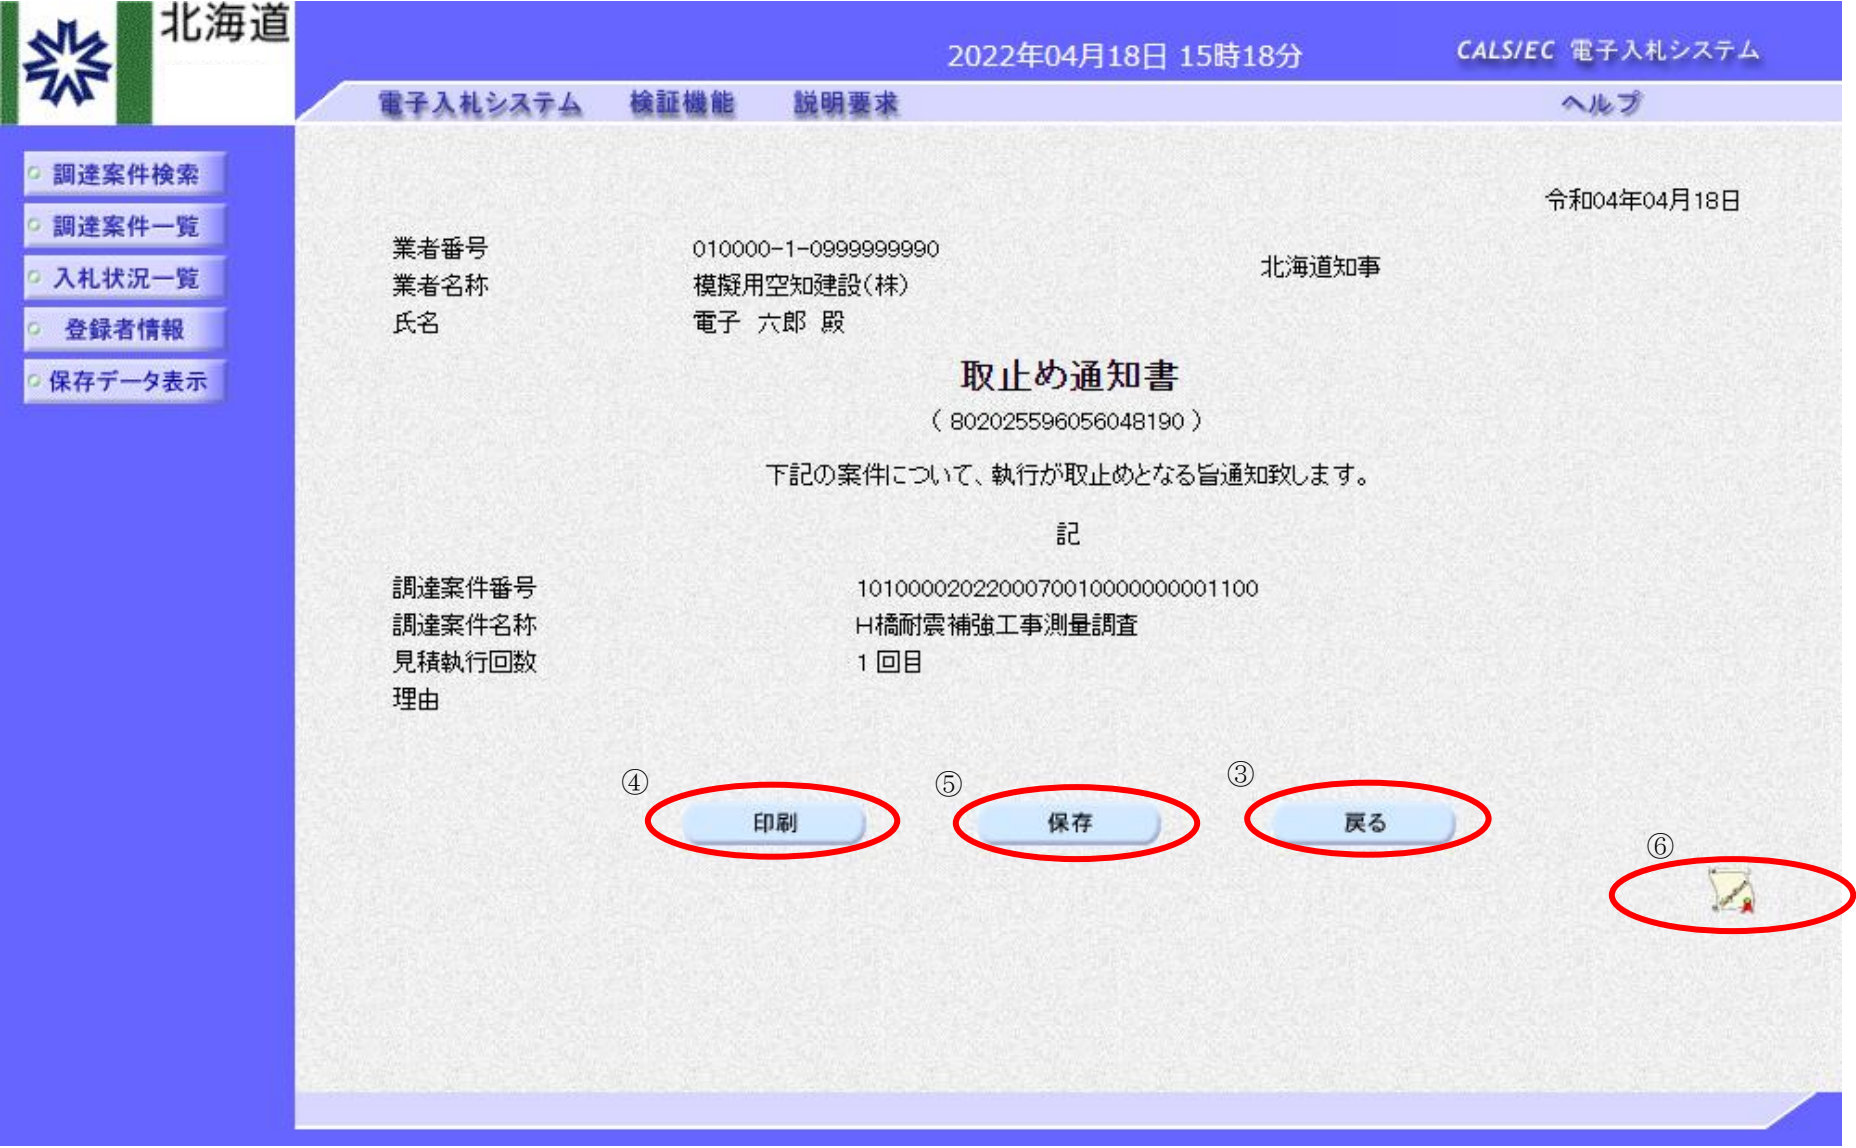 北海道
2022年04月18日 15時18分
CALS/EC 電子入札システム
電子入札システム 検証機能 説明要求 ヘルプ
調達案件検索
調達案件一覧
入札状況一覧
登録者情報
保存データ表示
令和04年04月18日
業者番号 010000-1-0999999990
北海道知事
業者名称 模擬用空知建設(株)
氏名 電子 六郎 殿
取止め通知書
( 802025596056048190 )
下記の案件について、執行が取止めとなる旨通知致します。
記
調達案件番号 1010000202200070010000000001100
調達案件名称 H橋耐震補強工事測量調査
見積執行回数 1 回目
理由
④ 印刷
⑤ 保存
③ 戻る
⑥